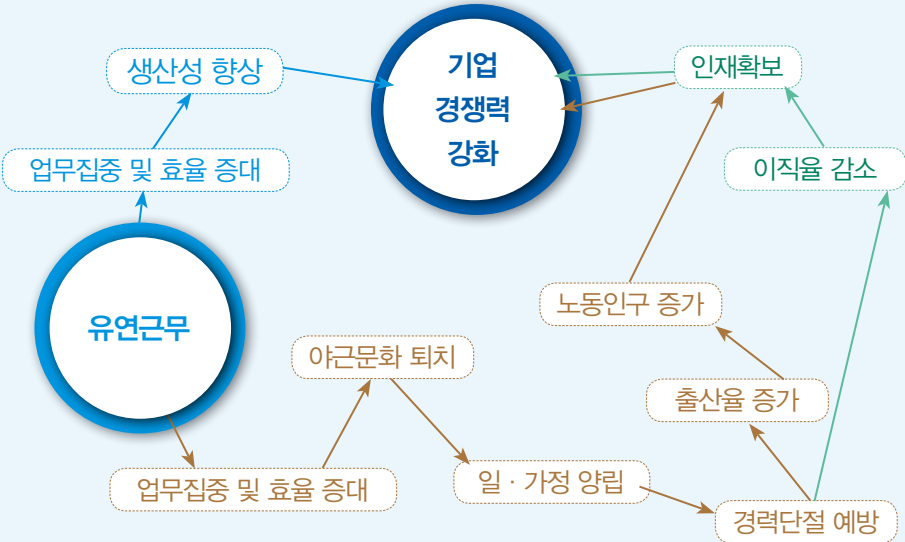 기업
경쟁력
강화
생산성 향상
인재확보
업무집중 및 효율 증대
이직율 감소
노동인구 증가
유연근무
야근문화 퇴치
출산율 증가
업무집중 및 효율 증대
일 · 가정 양립
경력단절 예방